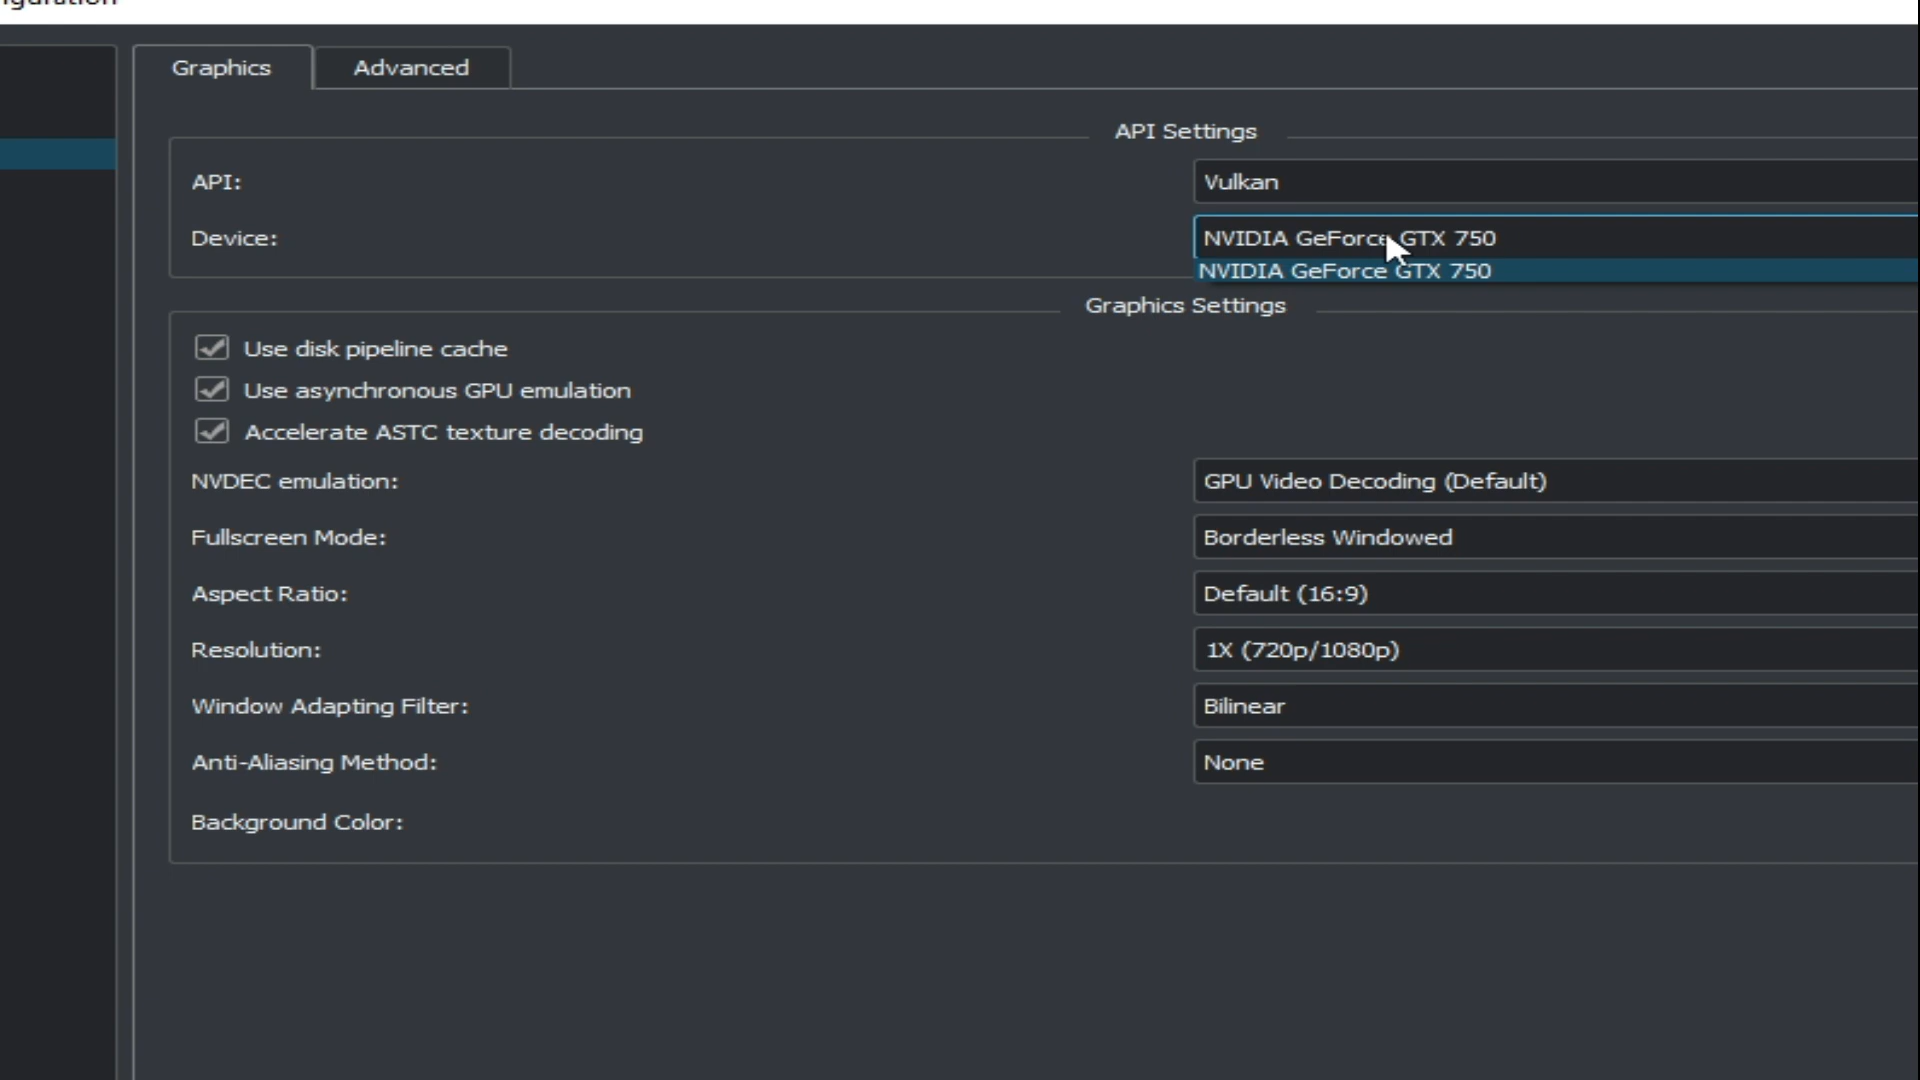 Graphics
Advanced
API Settings
API:
Vulkan
Device:
NVIDIA GeForce GTX 750
NVIDIA GeForce GTX 750
Graphics Settings
Use disk pipeline cache
Use asynchronous GPU emulation
Accelerate ASTC texture decoding
NVDEC emulation:
GPU Video Decoding (Default)
Fullscreen Mode:
Borderless Windowed
Aspect Ratio:
Default (16:9)
Resolution:
1X (720p/1080p)
Window Adapting Filter:
Bilinear
Anti-Aliasing Method:
None
Background Color: